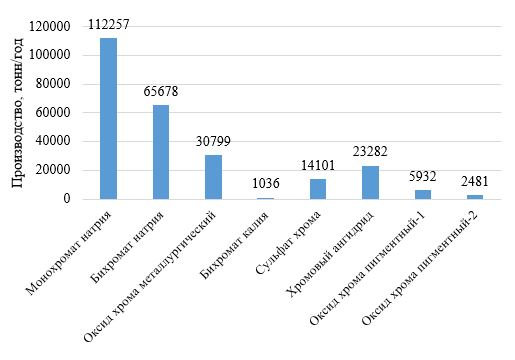 Производство, тонн/год
120000
100000
80000
60000
40000
20000
0
112257
65678
30799
1036
14101
23282
5932
2481
Монохромат натрия
Бихромат натрия
Оксид хрома металлургический
Бихромат калия
Сульфат хрома
Хромовый ангидрид
Оксид хрома пигментный-1
Оксид хрома пигментный-2